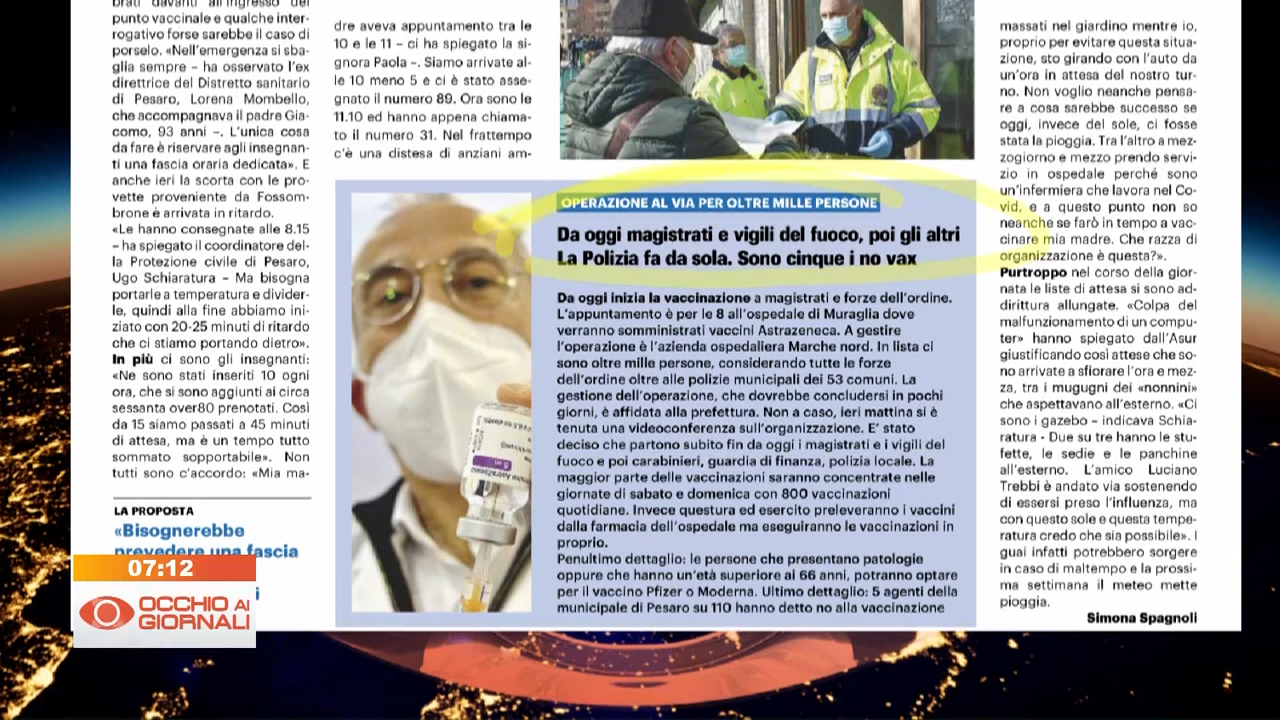 brati davanti all'ingresso del
punto vaccinale e qualche inter-
rogativo forse sarebbe il caso di
porselo. «Nell'emergenza si sba-
glia sempre – ha osservato l'ex
direttrice del Distretto sanitario
di Pesaro, Lorena Mombello,
che accompagnava il padre Gia-
como, 93 anni –. L'unica cosa
da fare è riservare agli insegnan-
ti una fascia oraria dedicata». E
anche ieri la scorta con le pro-
vette proveniente da Fossom-
brone è arrivata in ritardo.
«Le hanno consegnate alle 8.15
– ha spiegato il coordinatore del-
la Protezione civile di Pesaro,
Ugo Schiaratura – Ma bisogna
portarle a temperatura e divider-
le, quindi alla fine abbiamo ini-
ziato con 20-25 minuti di ritardo
che ci stiamo portando dietro».
In più ci sono gli insegnanti:
«Ne sono stati inseriti 10 ogni
ora, che si sono aggiunti ai circa
sessanta over80 prenotati. Così
da 15 siamo passati a 45 minuti
di attesa, ma è un tempo tutto
sommato sopportabile». Non
tutti sono c'accordo: «Mia ma-
LA PROPOSTA
«Bisognerebbe
prevedere una fascia
dre aveva appuntamento tra le
10 e le 11 – ci ha spiegato la si-
gnora Paola –. Siamo arrivate al-
le 10 meno 5 e ci è stato asse-
gnato il numero 89. Ora sono le
11.10 ed hanno appena chiama-
to il numero 31. Nel frattempo
c'è una distesa di anziani am-
OPERAZIONE AL VIA PER OLTRE MILLE PERSONE
Da oggi magistrati e vigili del fuoco, poi gli altri
La Polizia fa da sola. Sono cinque i no vax
Da oggi inizia la vaccinazione a magistrati e forze dell'ordine.
L'appuntamento è per le 8 all'ospedale di Muraglia dove
verranno somministrati vaccini Astrazeneca. A gestire
l'operazione è l'azienda ospedaliera Marche nord. In lista ci
sono oltre mille persone, considerando tutte le forze
dell'ordine oltre alle polizie municipali dei 53 comuni. La
gestione dell'operazione, che dovrebbe concludersi in pochi
giorni, è affidata alla prefettura. Non a caso, ieri mattina si è
tenuta una videoconferenza sull'organizzazione. E' stato
deciso che partono subito fin da oggi i magistrati e i vigili del
fuoco e poi carabinieri, guardia di finanza, polizia locale. La
maggior parte delle vaccinazioni saranno concentrate nelle
giornate di sabato e domenica con 800 vaccinazioni
quotidiane. Invece questura ed esercito preleveranno i vaccini
dalla farmacia dell'ospedale ma eseguiranno le vaccinazioni in
proprio.
Penultimo dettaglio: le persone che presentano patologie
oppure che hanno un'età superiore ai 66 anni, potranno optare
per il vaccino Pfizer o Moderna. Ultimo dettaglio: 5 agenti della
municipale di Pesaro su 110 hanno detto no alla vaccinazione
massati nel giardino mentre io,
proprio per evitare questa situa-
zione, sto girando con l'auto da
un'ora in attesa del nostro tur-
no. Non voglio neanche pensa-
re a cosa sarebbe successo se
oggi, invece del sole, ci fosse
stata la pioggia. Tra l'altro a mez-
zogiorno e mezzo prendo servi-
zio in ospedale perché sono
un'infermiera che lavora nel Co-
vid, e a questo punto non so
neanche se farò in tempo a vac-
cinare mia madre. Che razza di
organizzazione è questa?».
Purtroppo nel corso della gior-
nata le liste di attesa si sono ad-
dirittura allungate. «Colpa del
malfunzionamento di un compu-
ter» hanno spiegato dall'Asur
giustificando così attese che so-
no arrivate a sfiorare l'ora e mez-
za, tra i mugugni dei «nonnini»
che aspettavano all'esterno. «Ci
sono i gazebo – indicava Schia-
ratura - Due su tre hanno le stu-
fette, le sedie e le panchine
all'esterno. L'amico Luciano
Trebbi è andato via sostenendo
di essersi preso l'influenza, ma
con questo sole e questa tempe-
ratura credo che sia possibile». I
guai infatti potrebbero sorgere
in caso di maltempo e la prossi-
ma settimana il meteo mette
pioggia.
Simona Spagnoli
07:12
OCCHIO AI
GIORNALI